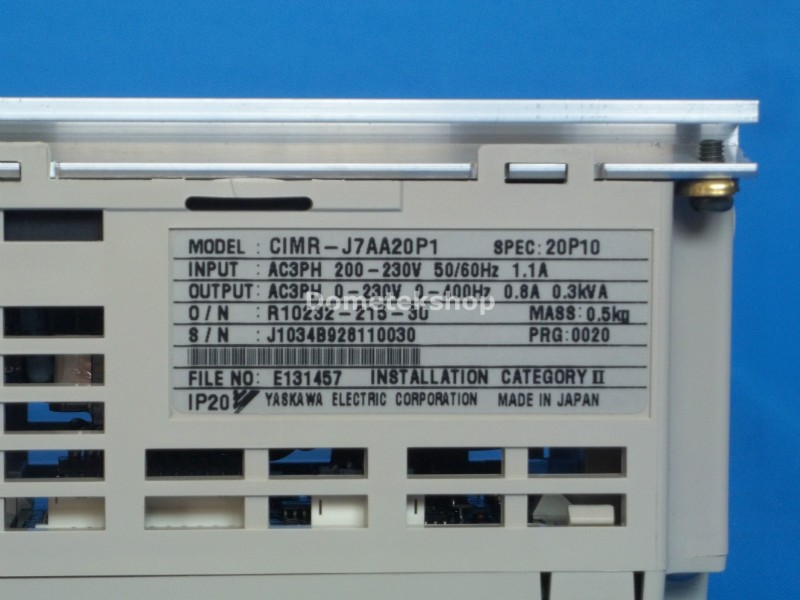 MODEL : CIMR-J7AA20P1 SPEC: 20P10
INPUT : AC3PH 200-230V 50/60Hz 1.1A
OUTPUT: AC3PH 0-230V 0-400Hz 0.8A 0.3kVA
Dometekshop
O/N : R10232-215-30 MASS: 0.5kg
S/N : J1034B928110030 PRG: 0020
FILE NO: E131457 INSTALLATION CATEGORY II
IP20 YASKAWA ELECTRIC CORPORATION MADE IN JAPAN